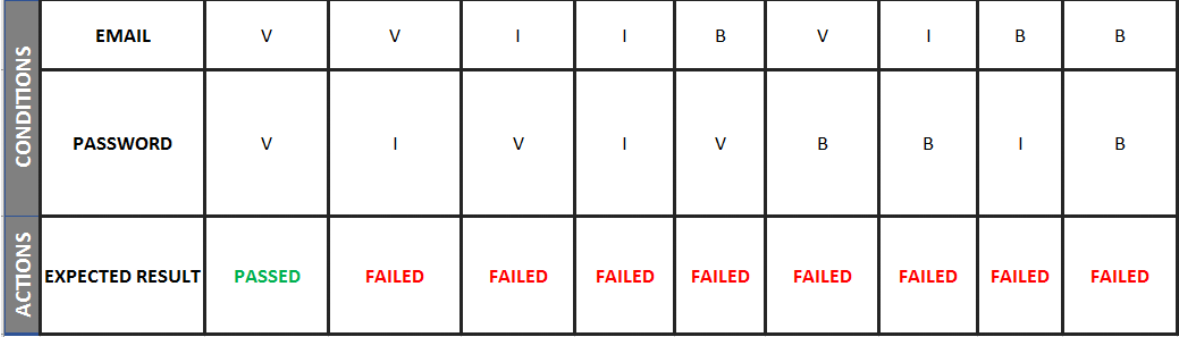 CONDITIONS
EMAIL V V I I B V I B B
PASSWORD V I V I V B B I B
ACTIONS
EXPECTED RESULT PASSED FAILED FAILED FAILED FAILED FAILED FAILED FAILED FAILED